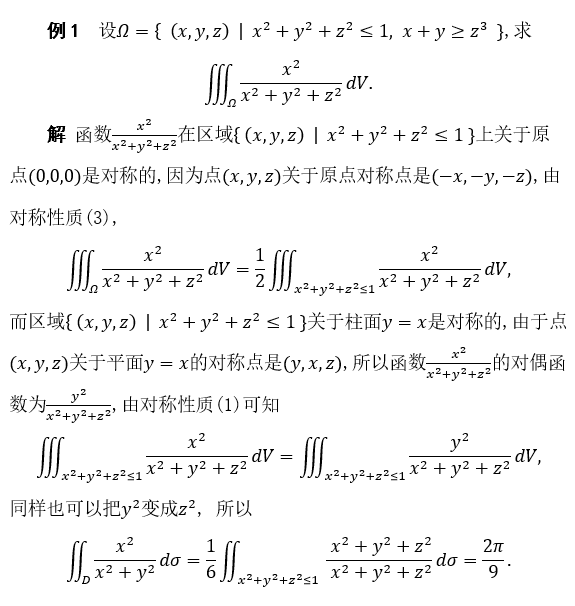 例1 设Ω = { (x, y, z) | x² + y² + z² ≤ 1, x + y ≥ z³ }, 求
∭_Ω x²/(x² + y² + z²) dV.
解 函数 x²/(x²+y²+z²) 在区域{ (x, y, z) | x² + y² + z² ≤ 1 }上关于原
点(0,0,0)是对称的, 因为点(x, y, z)关于原点对称点是(−x, −y, −z), 由
对称性质(3),
∭_Ω x²/(x² + y² + z²) dV = 1/2 ∭_{x²+y²+z²≤1} x²/(x² + y² + z²) dV,
而区域{ (x, y, z) | x² + y² + z² ≤ 1 }关于柱面y = x是对称的, 由于点
(x, y, z)关于平面y = x的对称点是(y, x, z), 所以函数 x²/(x²+y²+z²) 的对偶函
数为 y²/(x²+y²+z²), 由对称性质(1)可知
∭_{x²+y²+z²≤1} x²/(x² + y² + z²) dV = ∭_{x²+y²+z²≤1} y²/(x² + y² + z²) dV,
同样也可以把y²变成z², 所以
∬_D x²/(x² + y²) dσ = 1/6 ∬_{x²+y²+z²≤1} (x² + y² + z²)/(x² + y² + z²) dσ = 2π/9.